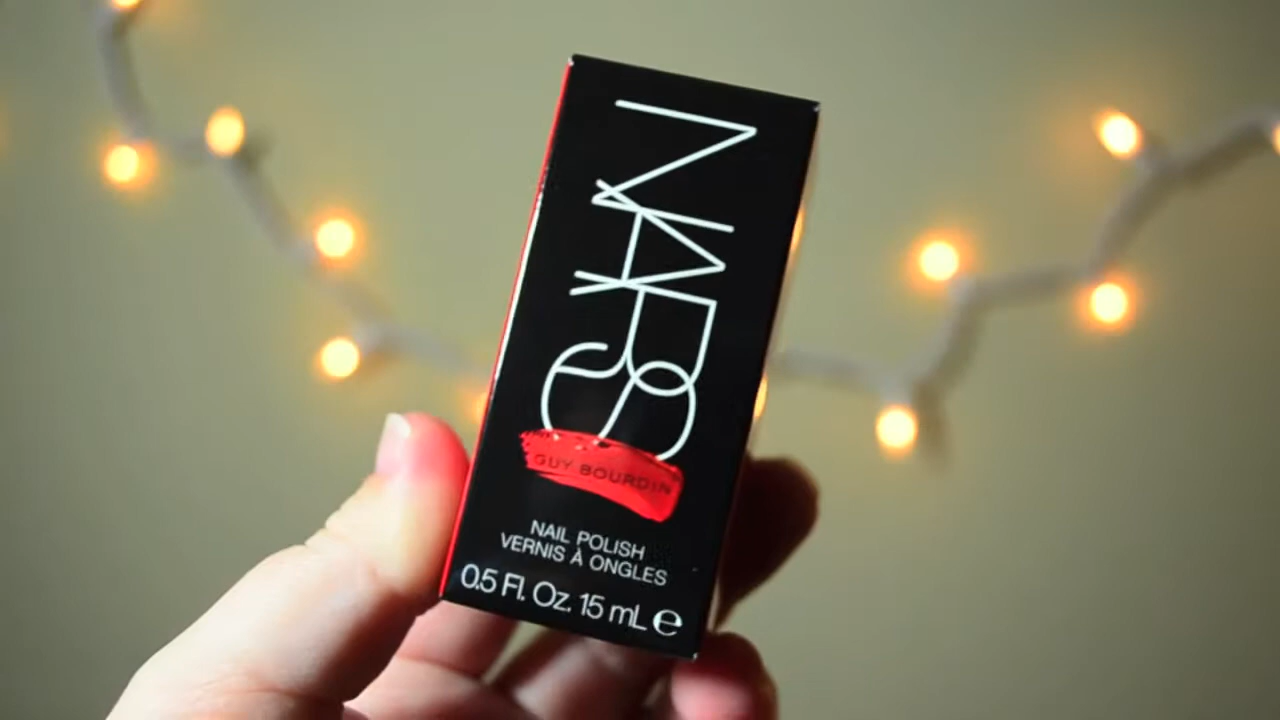 NARS
GUY BOURDIN
NAIL POLISH
VERNIS À ONGLES
0.5 Fl. Oz. 15 mL ℮